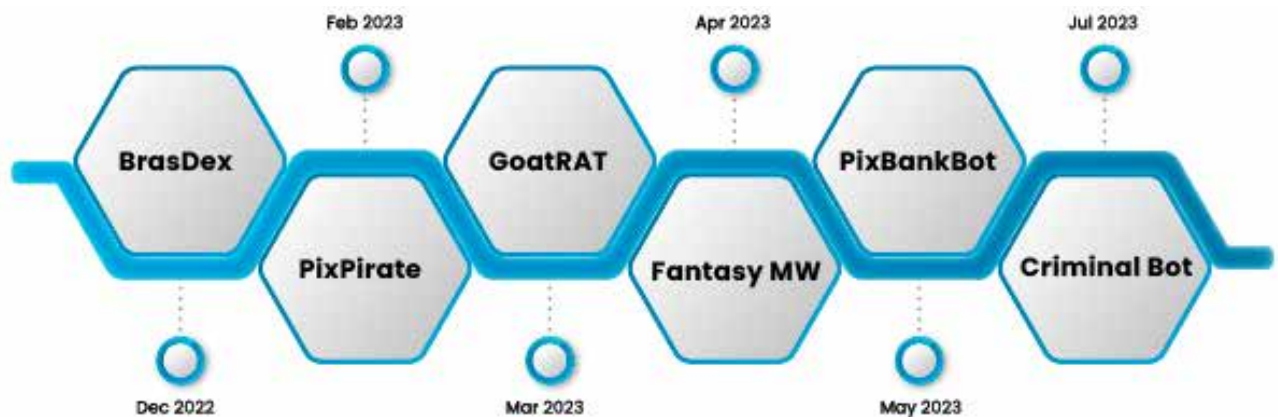 Feb 2023
Apr 2023
Jul 2023
BrasDex
GoatRAT
PixBankBot
PixPirate
Fantasy MW
Criminal Bot
Dec 2022
Mar 2023
May 2023